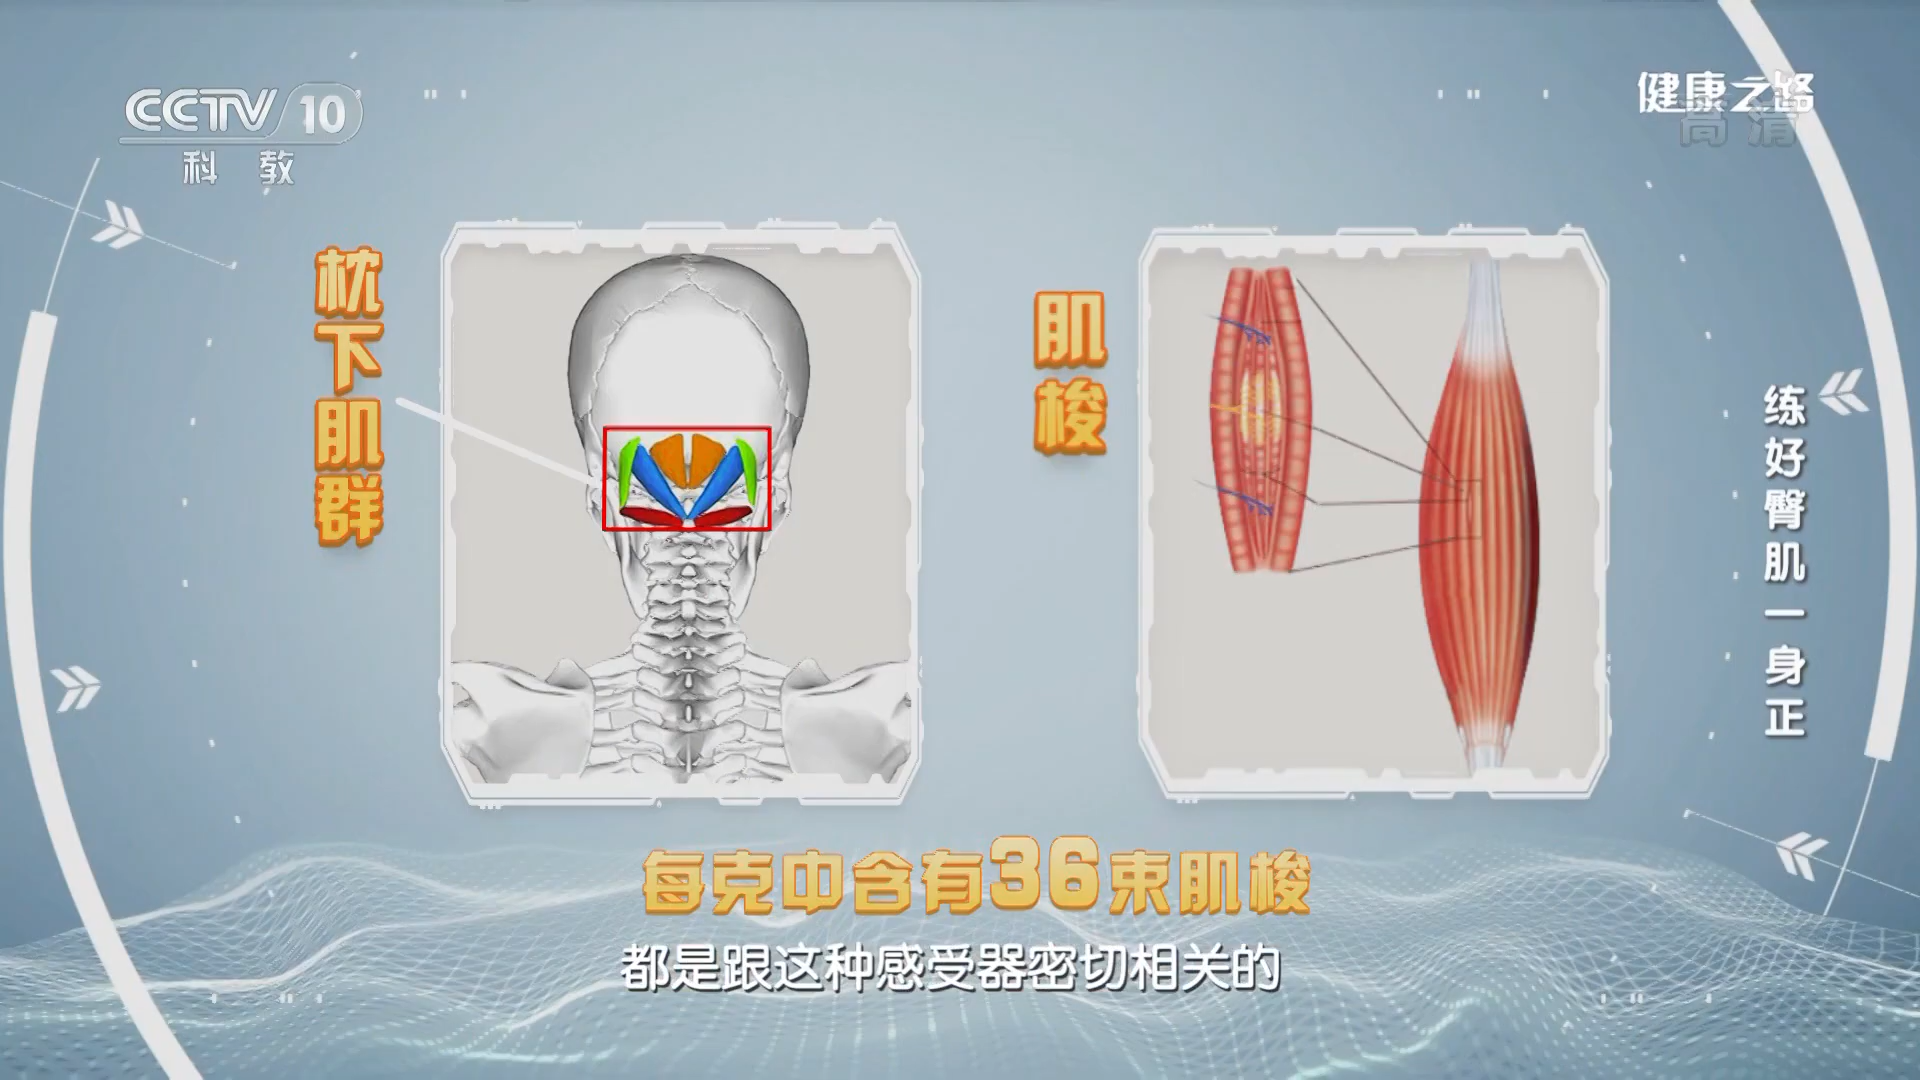 CCTV 10
科 教
健康之路
高 清
枕下肌群
肌梭
练好臀肌一身正
每克中含有36束肌梭
都是跟这种感受器密切相关的